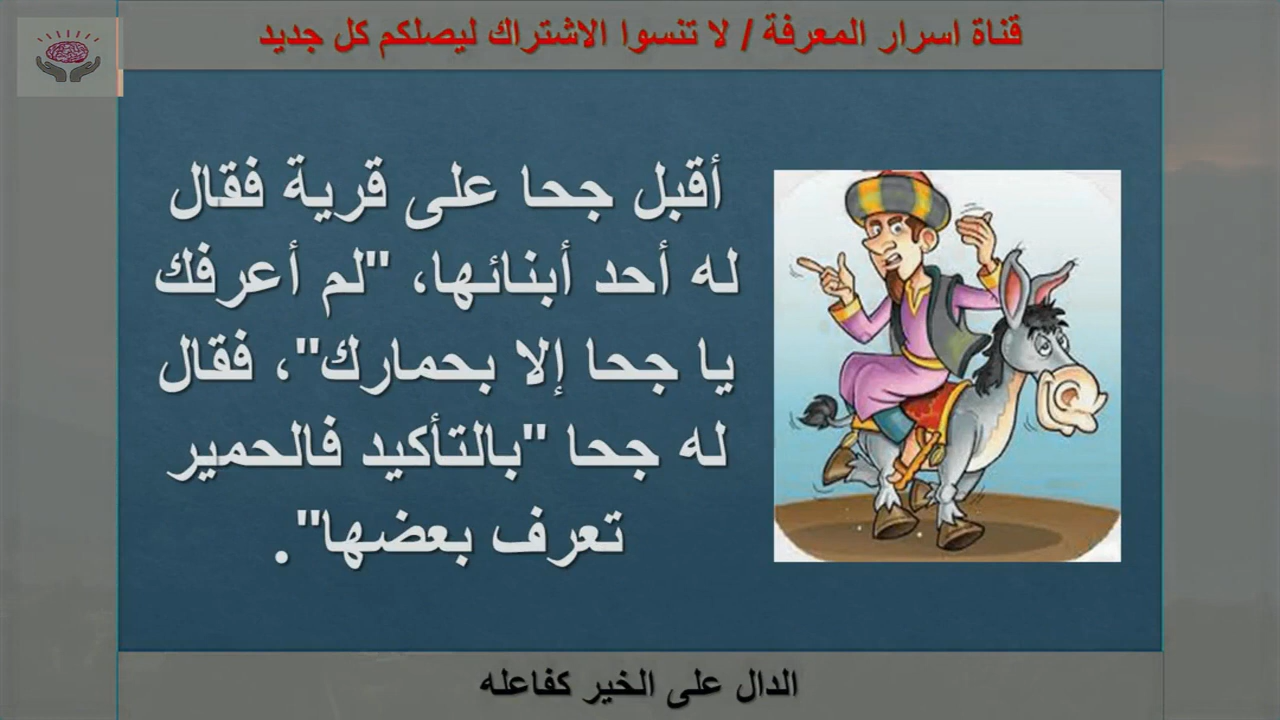 قناة اسرار المعرفة / لا تنسوا الاشتراك ليصلكم كل جديد
أقبل جحا على قرية فقال
له أحد أبنائها، "لم أعرفك
يا جحا إلا بحمارك"، فقال
له جحا "بالتأكيد فالحمير
تعرف بعضها".
الدال على الخير كفاعله